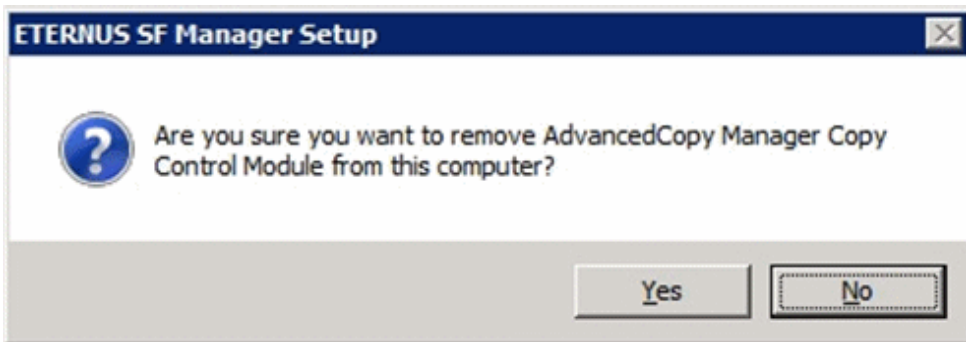 ETERNUS SF Manager Setup
Are you sure you want to remove AdvancedCopy Manager Copy
Control Module from this computer?
Yes
No